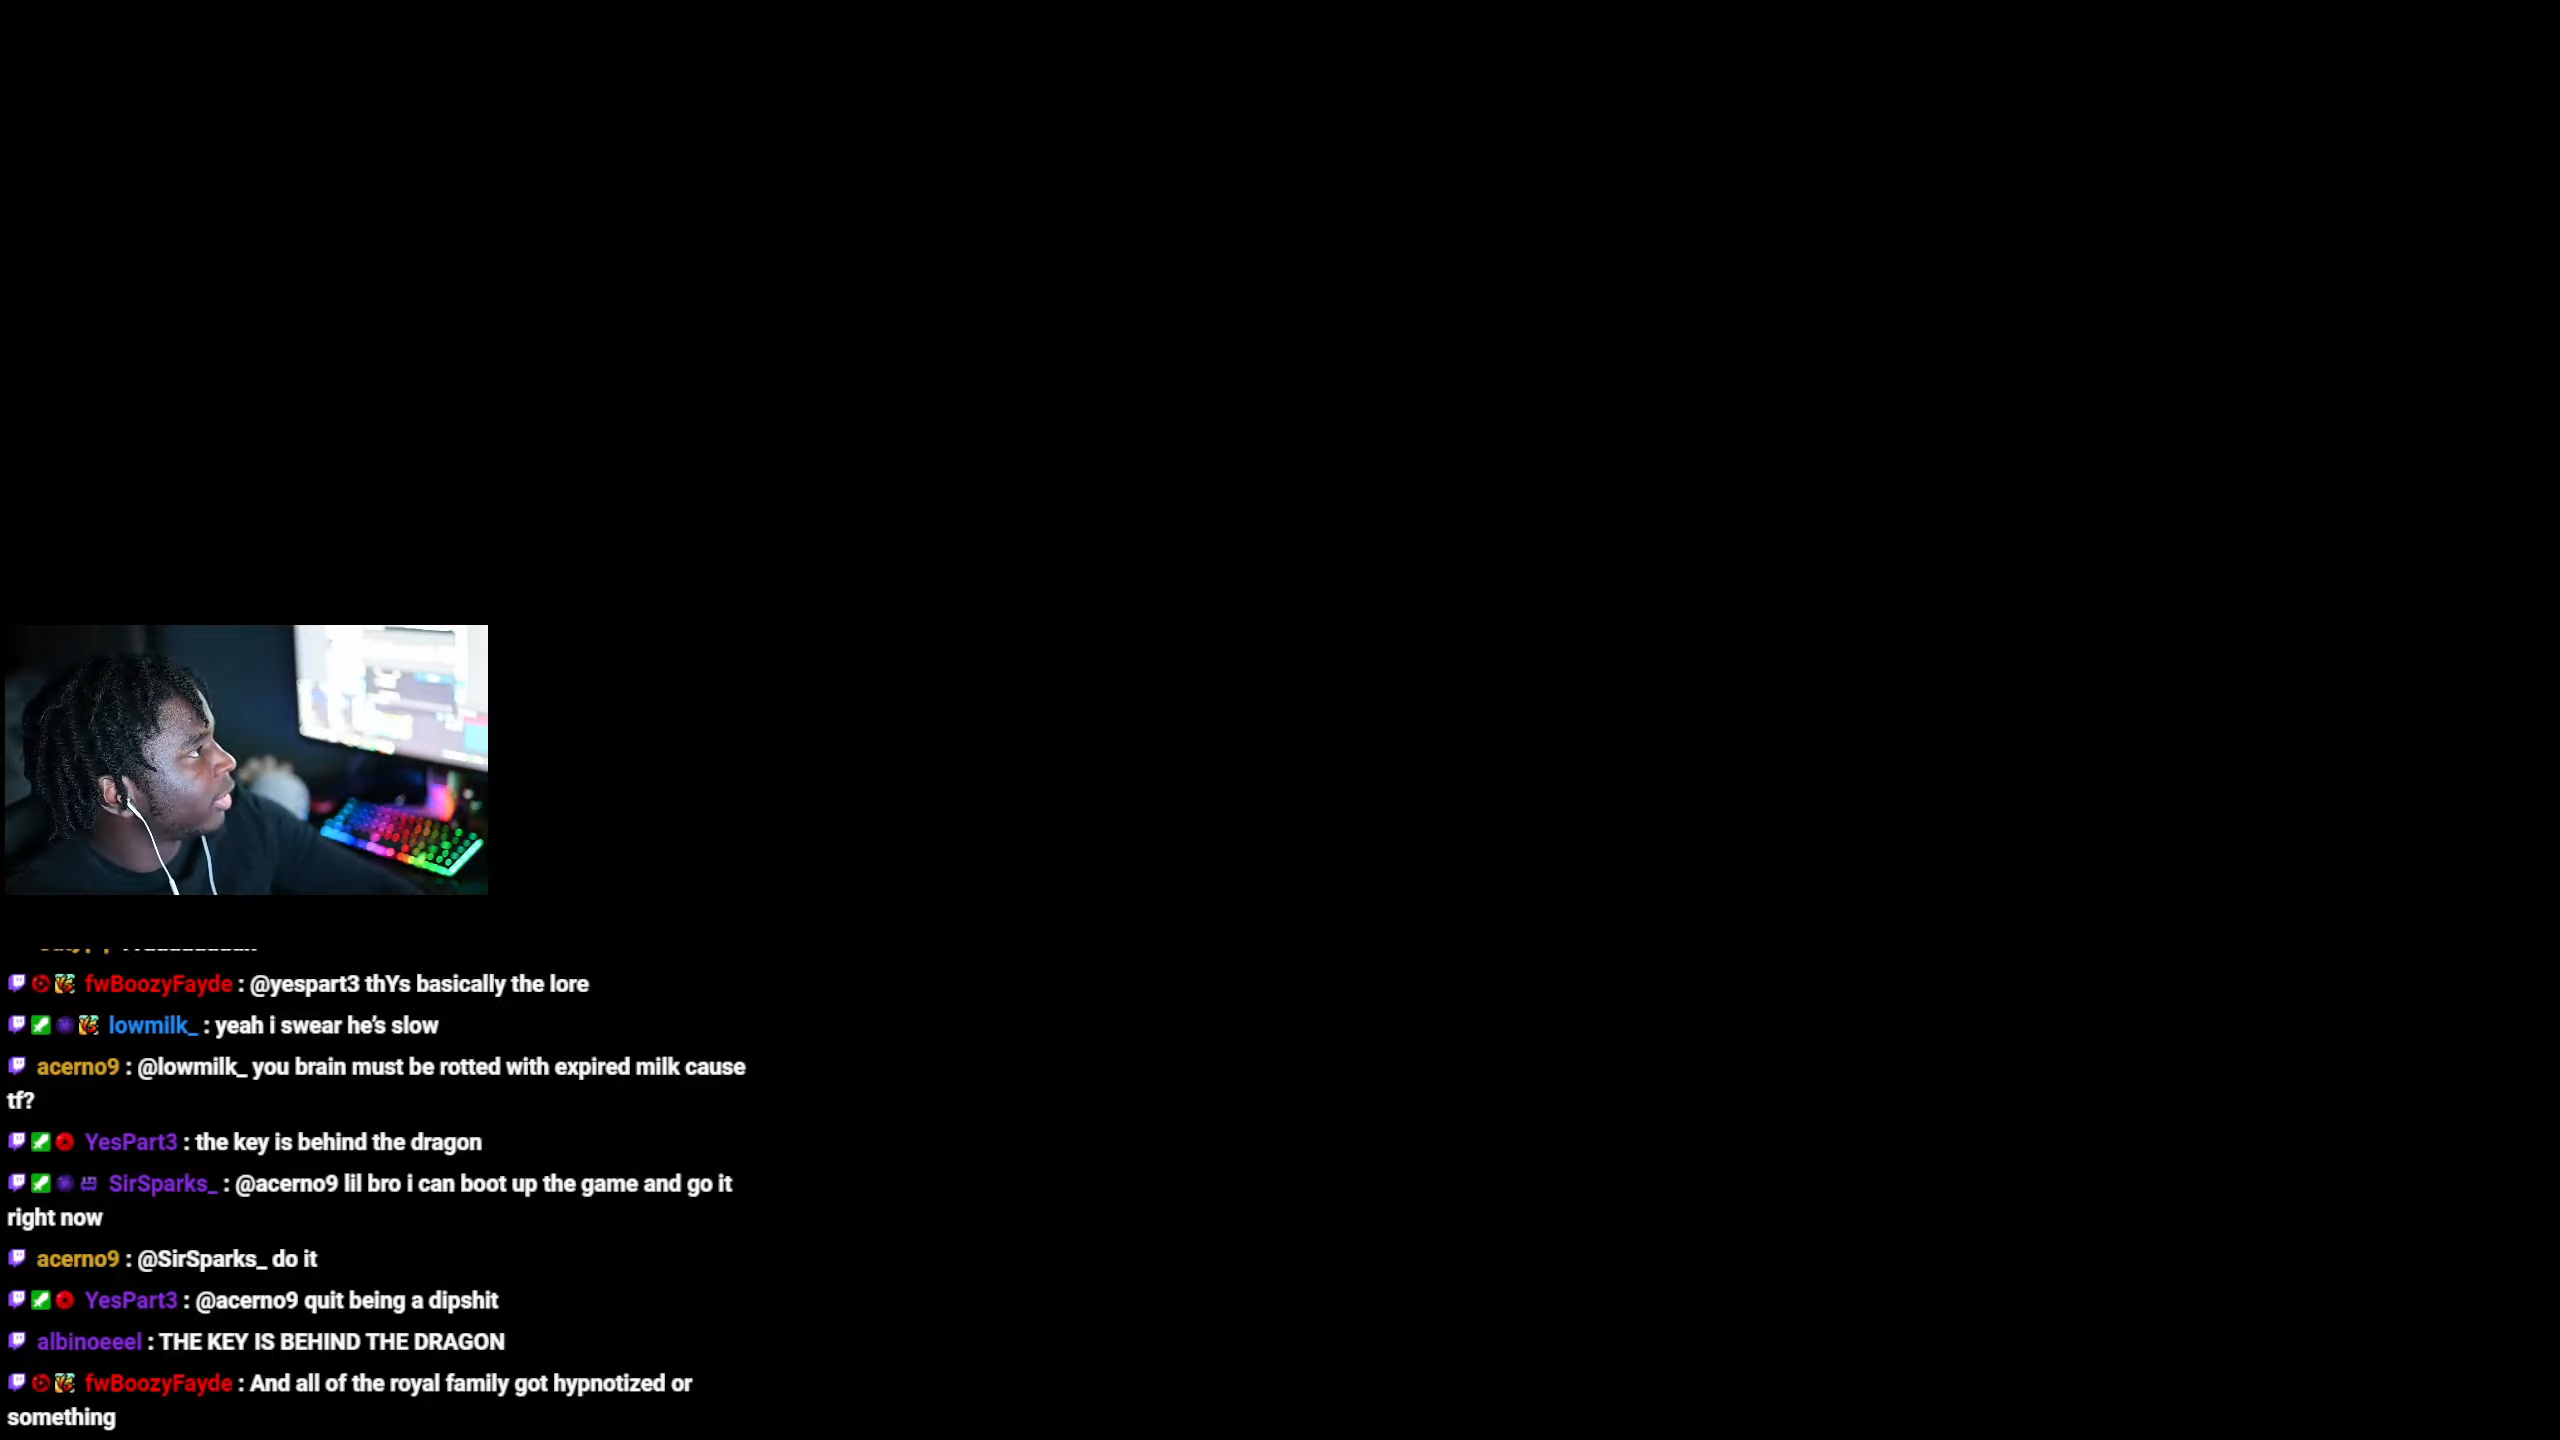 fwBoozyFayde : @yespart3 thYs basically the lore
lowmilk_ : yeah i swear he's slow
acerno9 : @lowmilk_ you brain must be rotted with expired milk cause
tf?
YesPart3 : the key is behind the dragon
SirSparks_ : @acerno9 lil bro i can boot up the game and go it
right now
acerno9 : @SirSparks_ do it
YesPart3 : @acerno9 quit being a dipshit
albinoeeel : THE KEY IS BEHIND THE DRAGON
fwBoozyFayde : And all of the royal family got hypnotized or
something